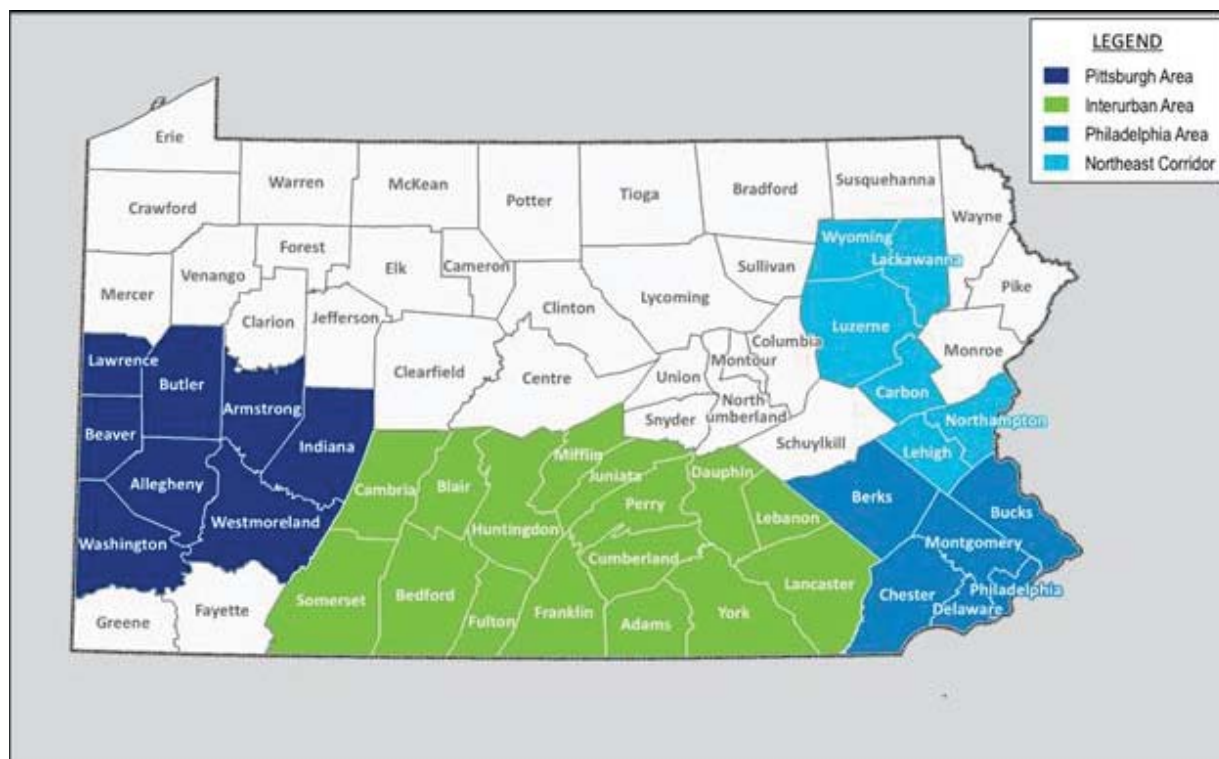 LEGEND
Pittsburgh Area
Interurban Area
Philadelphia Area
Northeast Corridor
Erie
Warren
McKean
Potter
Tioga
Bradford
Susquehanna
Wayne
Crawford
Forest
Elk
Cameron
Sullivan
Wyoming
Lackawanna
Pike
Mercer
Venango
Clarion
Jefferson
Clinton
Lycoming
Columbia
Luzerne
Monroe
Lawrence
Butler
Armstrong
Clearfield
Centre
Union
Montour
North
umberland
Snyder
Carbon
Northampton
Schuylkill
Lehigh
Beaver
Indiana
Allegheny
Westmoreland
Washington
Cambria
Blair
Huntingdon
Mifflin
Juniata
Perry
Dauphin
Lebanon
Berks
Bucks
Montgomery
Cumberland
Lancaster
Chester
Philadelphia
Delaware
Greene
Fayette
Somerset
Bedford
Fulton
Franklin
Adams
York